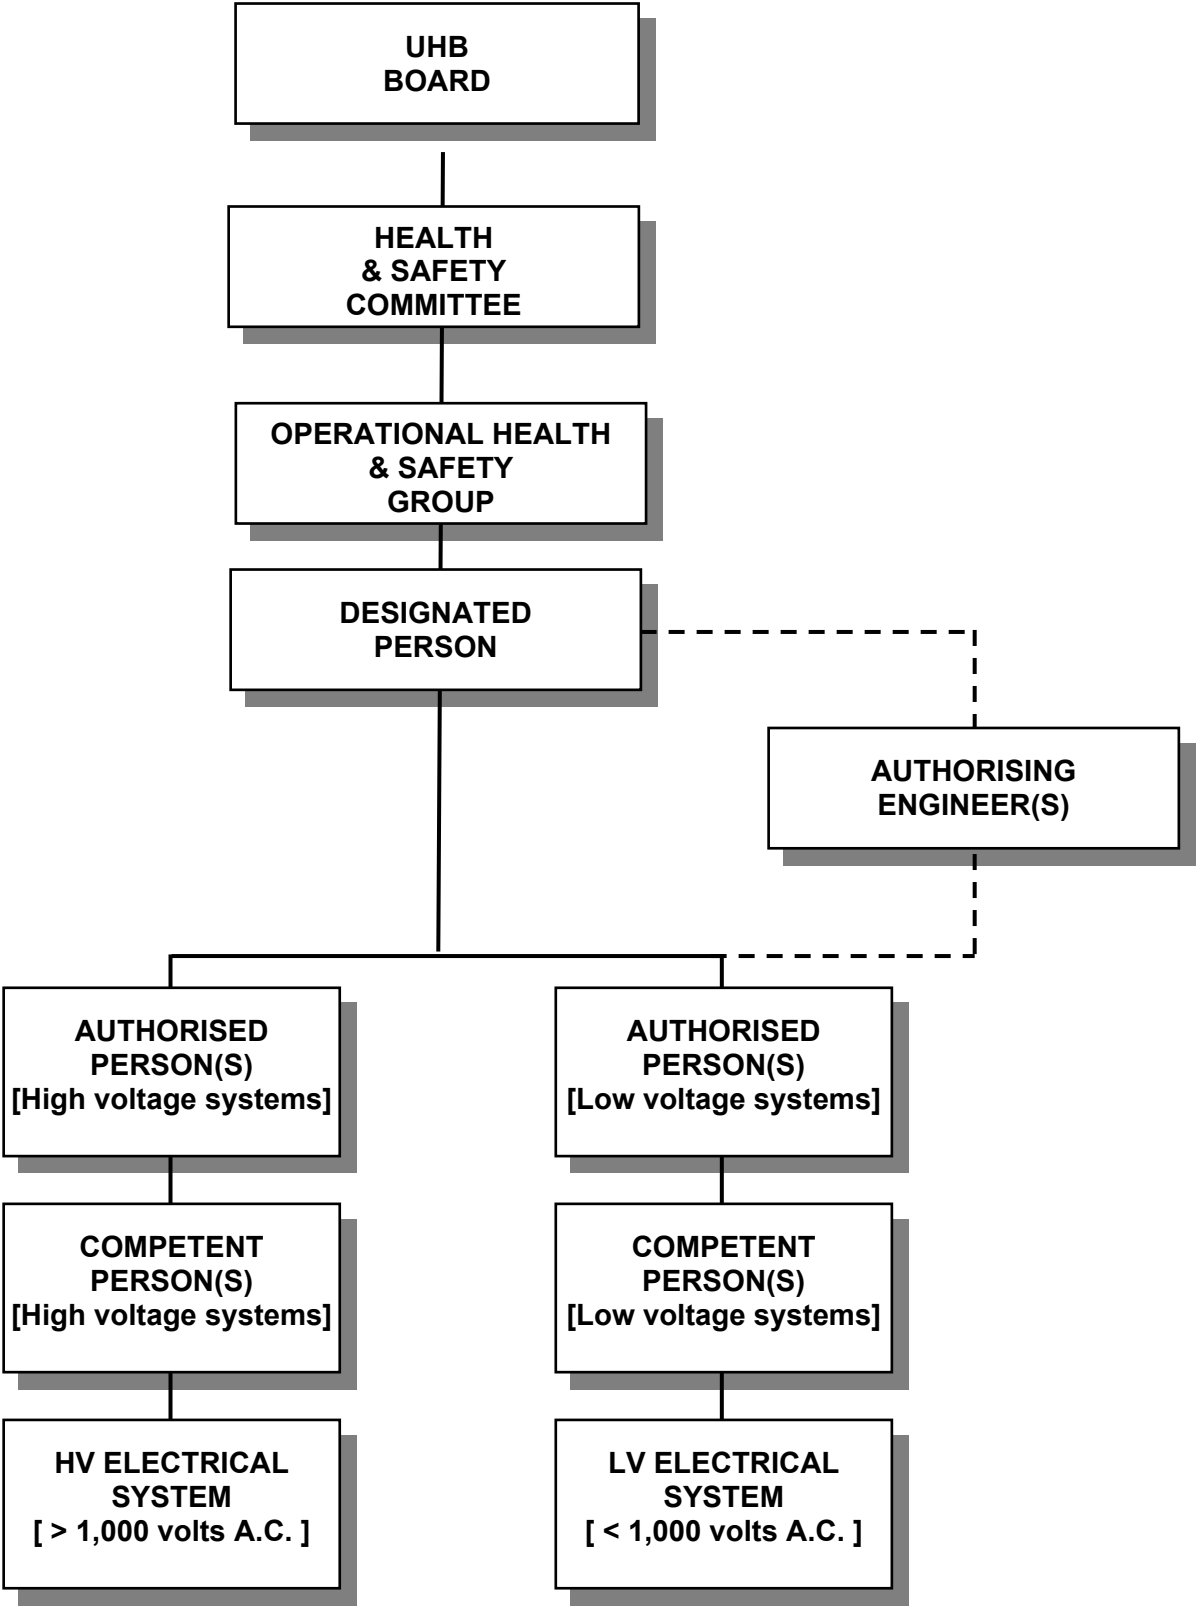 UHB
BOARD
HEALTH
& SAFETY
COMMITTEE
OPERATIONAL HEALTH
& SAFETY
GROUP
DESIGNATED
PERSON
AUTHORISING
ENGINEER(S)
AUTHORISED
PERSON(S)
[High voltage systems]
AUTHORISED
PERSON(S)
[Low voltage systems]
COMPETENT
PERSON(S)
[High voltage systems]
COMPETENT
PERSON(S)
[Low voltage systems]
HV ELECTRICAL
SYSTEM
[ > 1,000 volts A.C. ]
LV ELECTRICAL
SYSTEM
[ < 1,000 volts A.C. ]